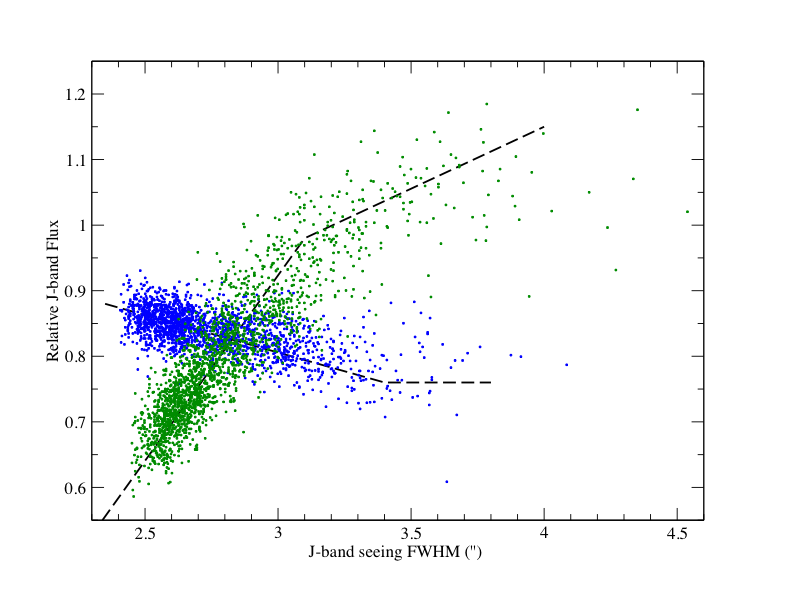 1.2
1.1
1
0.9
0.8
0.7
0.6
Relative J-band Flux
2.5 3 3.5 4 4.5
J-band seeing FWHM (")